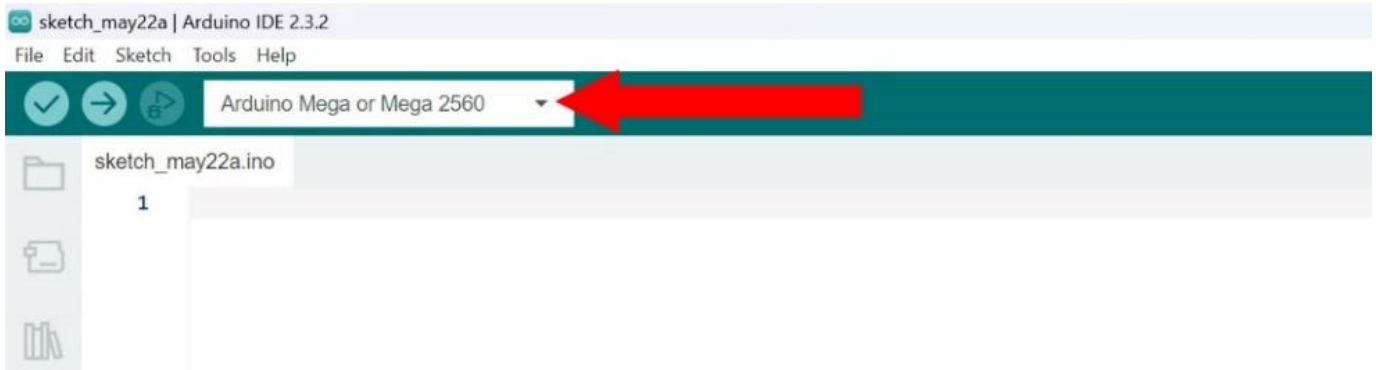 sketch_may22a | Arduino IDE 2.3.2
File Edit Sketch Tools Help
Arduino Mega or Mega 2560
sketch_may22a.ino
1